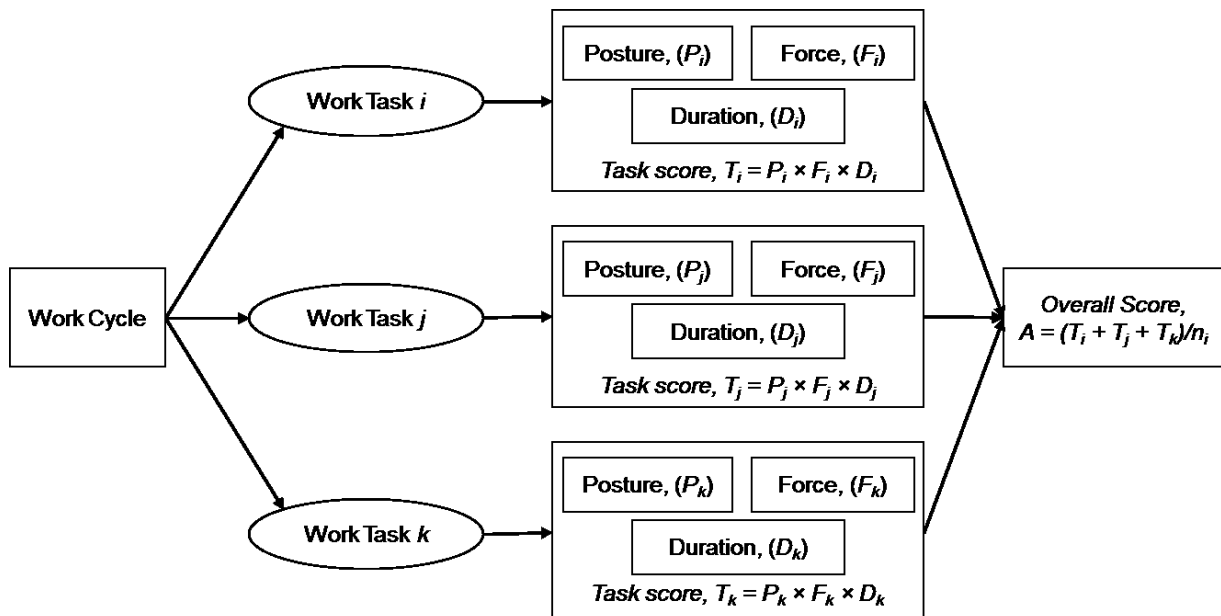 Work Cycle
Work Task i
Posture, (Pᵢ)
Force, (Fᵢ)
Duration, (Dᵢ)
Task score, Tᵢ = Pᵢ × Fᵢ × Dᵢ
Work Task j
Posture, (Pⱼ)
Force, (Fⱼ)
Duration, (Dⱼ)
Task score, Tⱼ = Pⱼ × Fⱼ × Dⱼ
Work Task k
Posture, (Pₖ)
Force, (Fₖ)
Duration, (Dₖ)
Task score, Tₖ = Pₖ × Fₖ × Dₖ
Overall Score,
A = (Tᵢ + Tⱼ + Tₖ)/nᵢ